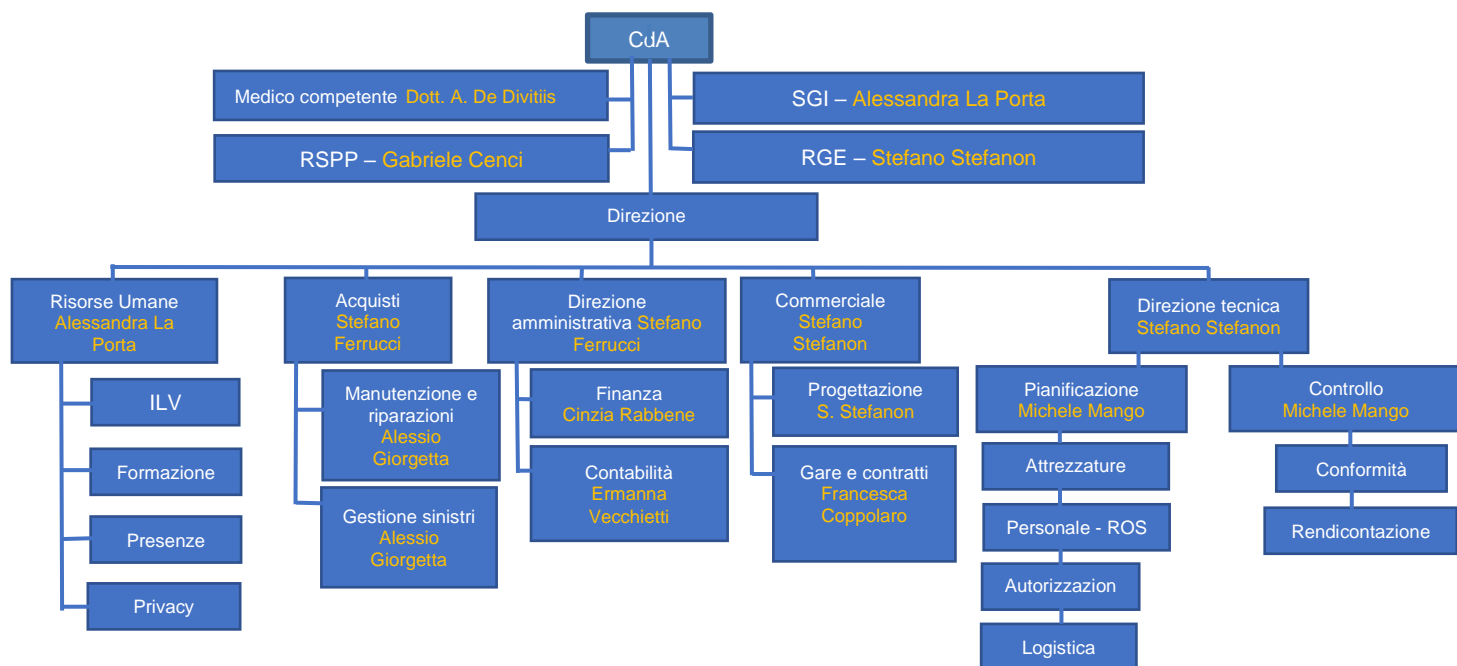 CdA
Medico competente Dott. A. De Divitiis
SGI – Alessandra La Porta
RSPP – Gabriele Cenci
RGE – Stefano Stefanon
Direzione
Risorse Umane
Alessandra La
Porta
Acquisti
Stefano
Ferrucci
Direzione
amministrativa Stefano
Ferrucci
Commerciale
Stefano
Stefanon
Direzione tecnica
Stefano Stefanon
ILV
Formazione
Presenze
Privacy
Manutenzione e
riparazioni
Alessio
Giorgetta
Gestione sinistri
Alessio
Giorgetta
Finanza
Cinzia Rabbene
Contabilità
Ermanna
Vecchietti
Progettazione
S. Stefanon
Gare e contratti
Francesca
Coppolaro
Pianificazione
Michele Mango
Attrezzature
Personale - ROS
Autorizzazion
Logistica
Controllo
Michele Mango
Conformità
Rendicontazione